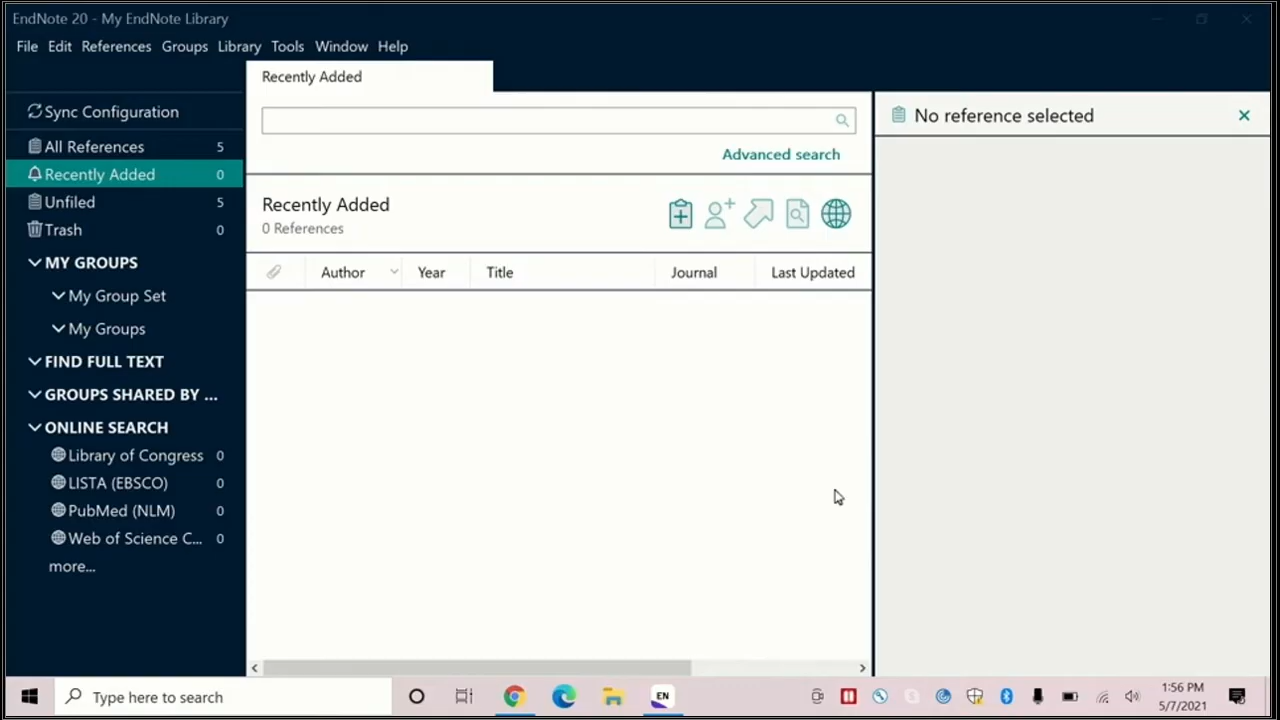 EndNote 20 - My EndNote Library
File Edit References Groups Library Tools Window Help
Recently Added
Sync Configuration
All References 5
Recently Added 0
Unfiled 5
Trash 0
MY GROUPS
My Group Set
My Groups
FIND FULL TEXT
GROUPS SHARED BY ...
ONLINE SEARCH
Library of Congress 0
LISTA (EBSCO) 0
PubMed (NLM) 0
Web of Science C... 0
more...
Advanced search
Recently Added
0 References
Author Year Title Journal Last Updated
No reference selected
Type here to search
EN
1:56 PM
5/7/2021